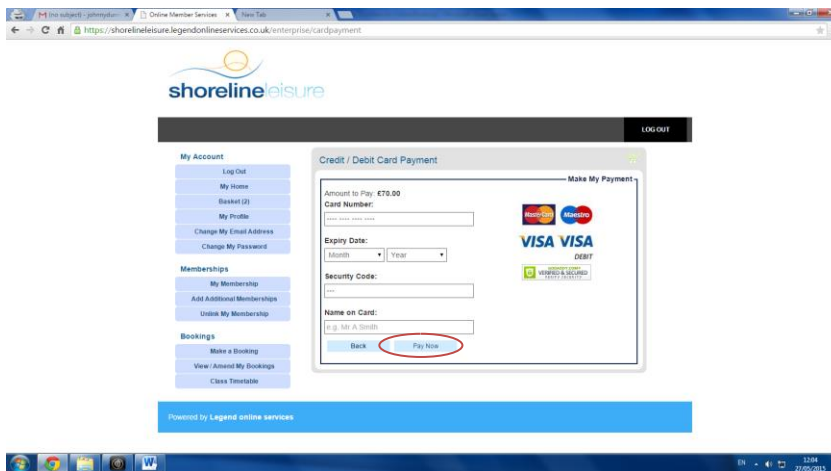 (no subject) - johnnydun
Online Member Services
New Tab
https://shorelineleisure.legendonlineservices.co.uk/enterprise/cardpayment
shorelineleisure
LOG OUT
My Account
Log Out
My Home
Basket (2)
My Profile
Change My Email Address
Change My Password
Memberships
My Membership
Add Additional Memberships
Unlink My Membership
Bookings
Make a Booking
View / Amend My Bookings
Class Timetable
Credit / Debit Card Payment
Make My Payment
Amount to Pay: £70.00
Card Number:
---- ---- ---- ----
Expiry Date:
Month Year
Security Code:
---
Name on Card:
e.g. Mr A Smith
Back Pay Now
MasterCard Maestro
VISA VISA
DEBIT
VERIFIED & SECURED
Powered by Legend online services
EN
12:04
27/05/2015